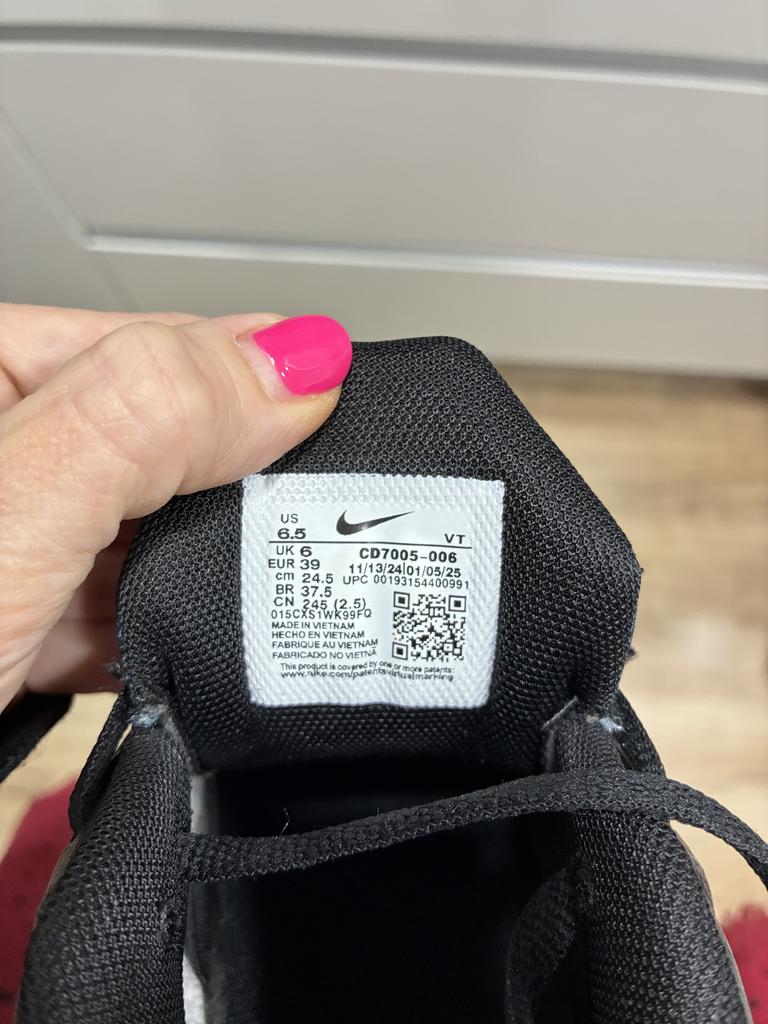 US
6.5
VT
UK 6
CD7005-006
EUR 39
11/13/24|01/05/25
cm 24.5
UPC 00193154400991
BR 37.5
CN 245 (2.5)
015CXS1WK99FQ
MADE IN VIETNAM
HECHO EN VIETNAM
FABRIQUE AU VIETNAM
FABRICADO NO VIETNÃ
This product is covered by one or more patents:
www.nike.com/patentsvirtualmarking